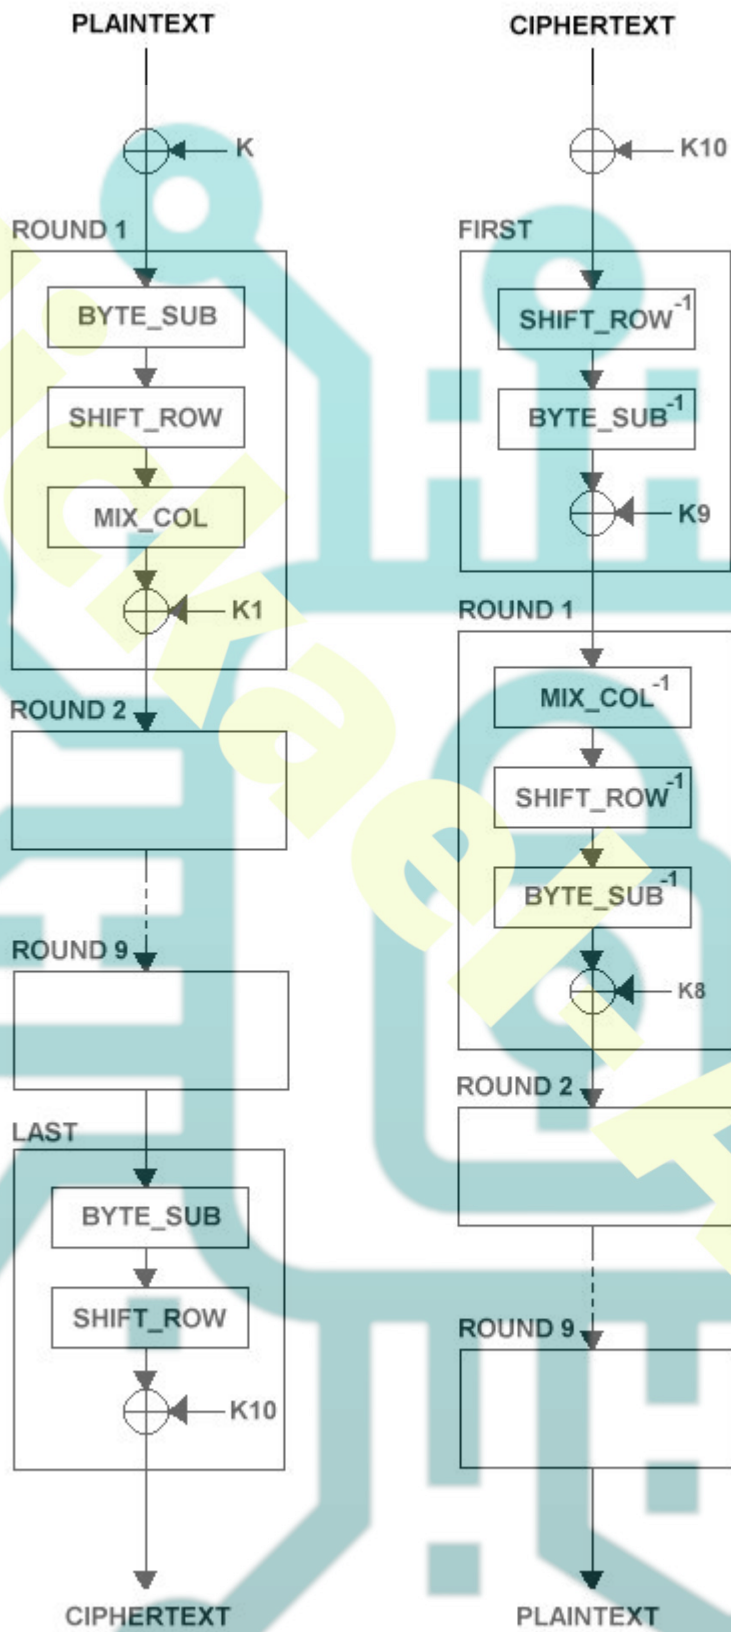 PLAINTEXT
K
ROUND 1
BYTE_SUB
SHIFT_ROW
MIX_COL
K1
ROUND 2
ROUND 9
LAST
BYTE_SUB
SHIFT_ROW
K10
CIPHERTEXT
CIPHERTEXT
K10
FIRST
SHIFT_ROW-1
BYTE_SUB-1
K9
ROUND 1
MIX_COL-1
SHIFT_ROW-1
BYTE_SUB-1
K8
ROUND 2
ROUND 9
PLAINTEXT